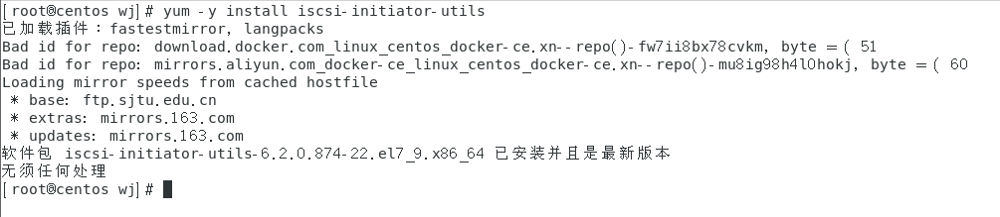 [root@centos wj]# yum -y install iscsi-initiator-utils
已加载插件：fastestmirror, langpacks
Bad id for repo: download.docker.com_linux_centos_docker-ce.xn--repo()-fw7ii8bx78cvkm, byte = ( 51
Bad id for repo: mirrors.aliyun.com_docker-ce_linux_centos_docker-ce.xn--repo()-mu8ig98h4l0hokj, byte = ( 60
Loading mirror speeds from cached hostfile
 * base: ftp.sjtu.edu.cn
 * extras: mirrors.163.com
 * updates: mirrors.163.com
软件包 iscsi-initiator-utils-6.2.0.874-22.el7_9.x86_64 已安装并且是最新版本
无须任何处理
[root@centos wj]#